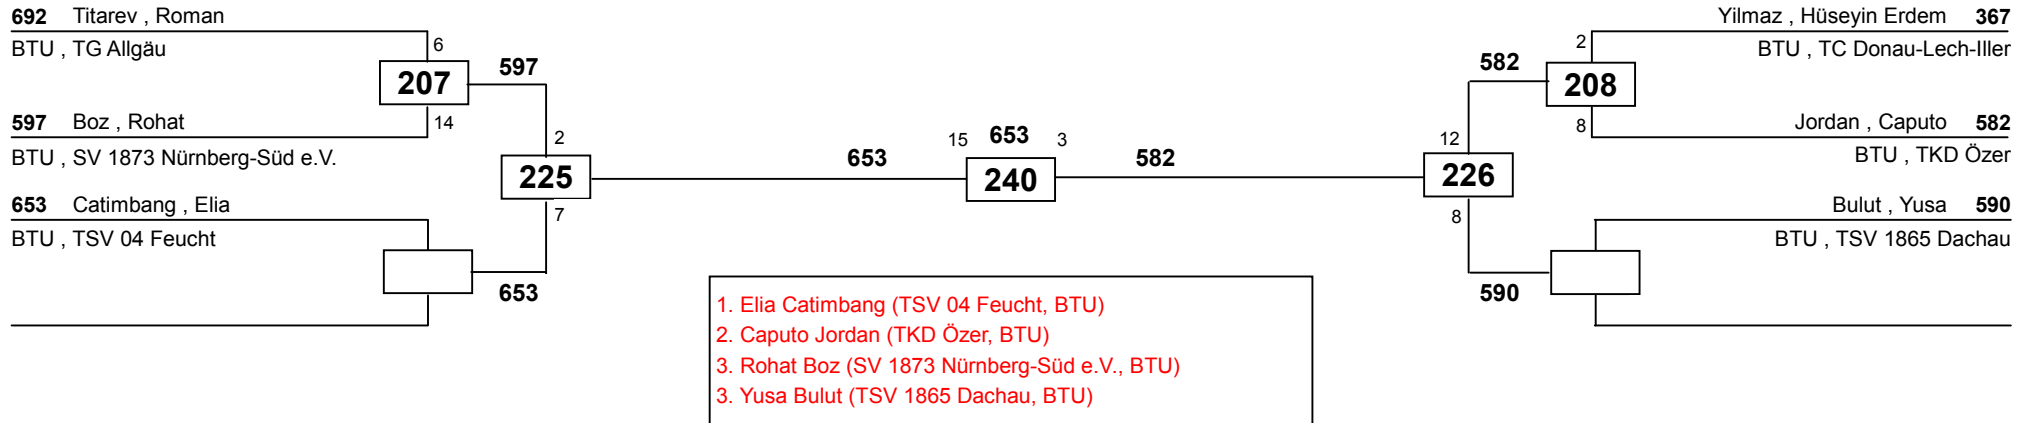 692 Titarev , Roman
BTU , TG Allgäu
6
207
597
14
597 Boz , Rohat
BTU , SV 1873 Nürnberg-Süd e.V.
2
225
7
653 Catimbang , Elia
BTU , TSV 04 Feucht
653
653
15 653 3
240
582
Yilmaz , Hüseyin Erdem 367
BTU , TC Donau-Lech-Iller
2
582
208
8
Jordan , Caputo 582
BTU , TKD Özer
12
226
8
Bulut , Yusa 590
BTU , TSV 1865 Dachau
590
1. Elia Catimbang (TSV 04 Feucht, BTU)
2. Caputo Jordan (TKD Özer, BTU)
3. Rohat Boz (SV 1873 Nürnberg-Süd e.V., BTU)
3. Yusa Bulut (TSV 1865 Dachau, BTU)